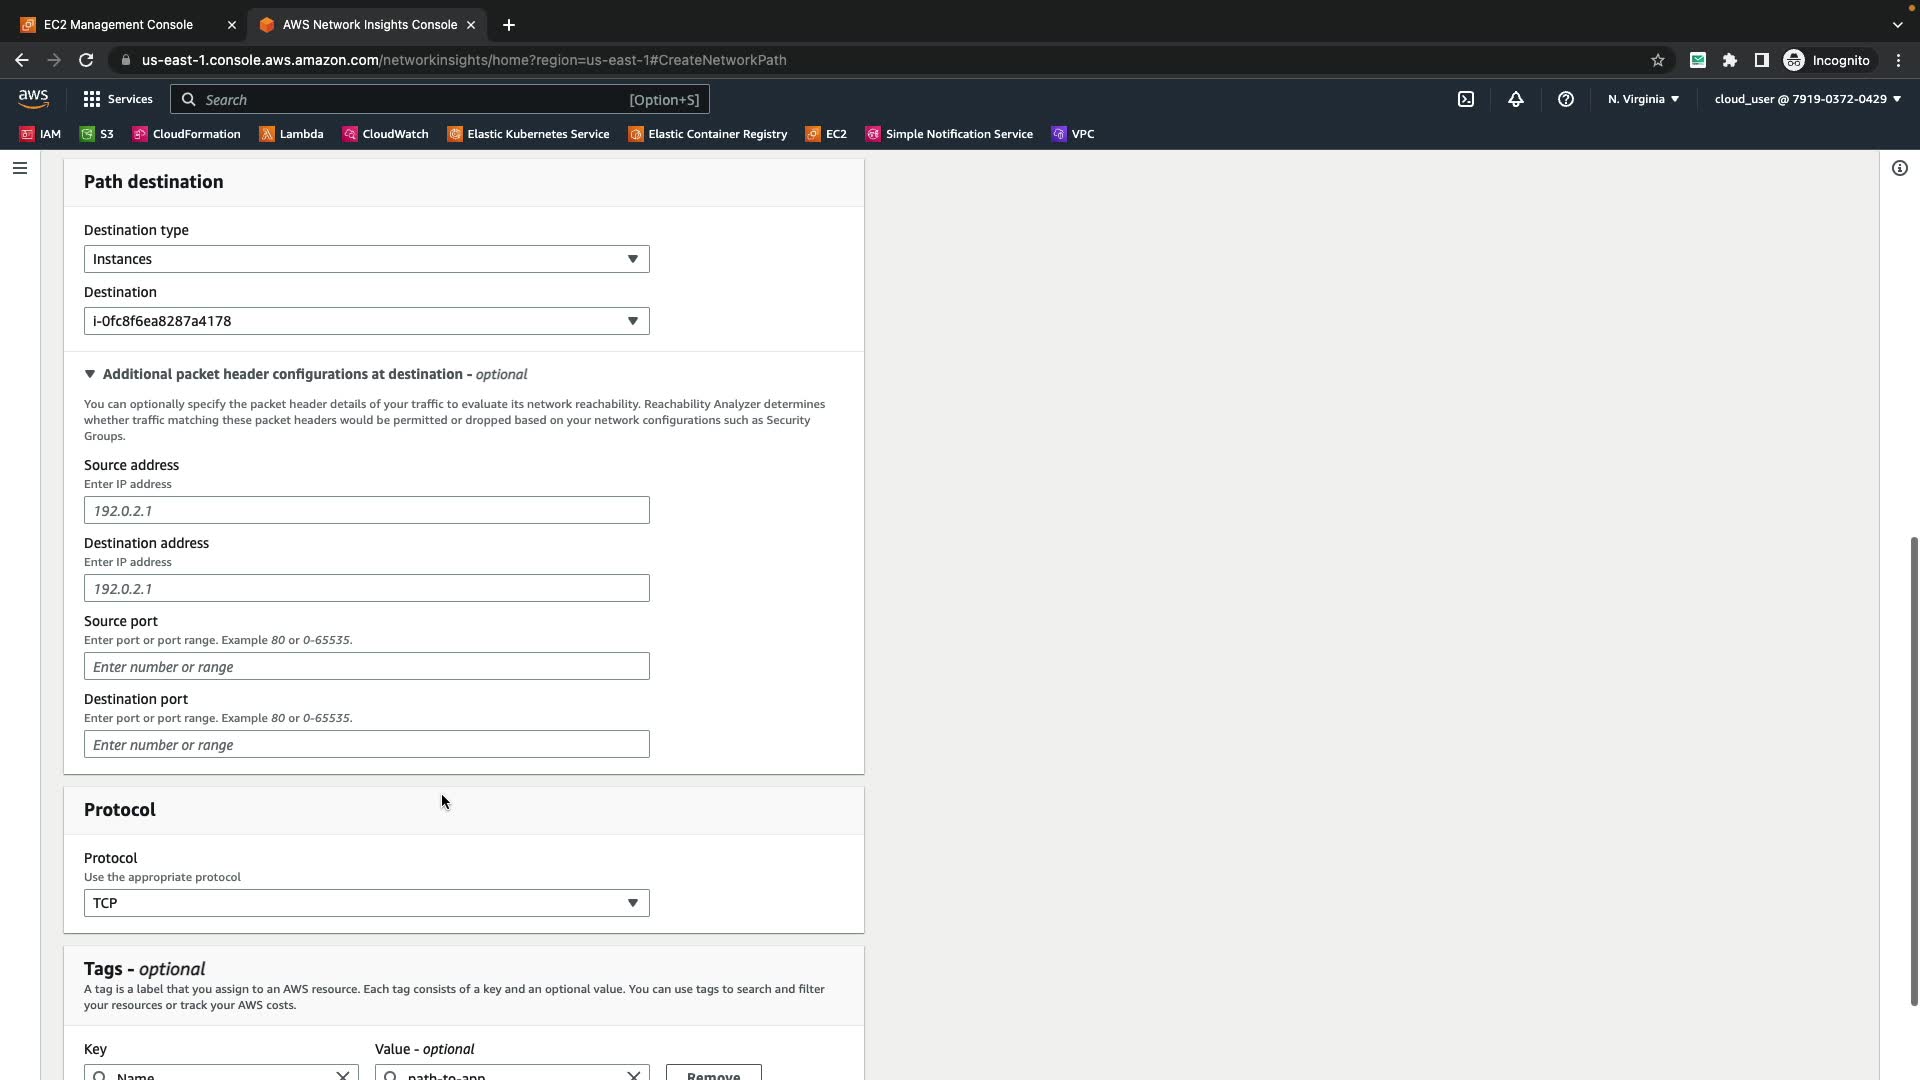 EC2 Management Console
AWS Network Insights Console
us-east-1.console.aws.amazon.com/networkinsights/home?region=us-east-1#CreateNetworkPath
Incognito
aws
Services
Search
[Option+S]
N. Virginia
cloud_user @ 7919-0372-0429
IAM
S3
CloudFormation
Lambda
CloudWatch
Elastic Kubernetes Service
Elastic Container Registry
EC2
Simple Notification Service
VPC
Path destination
Destination type
Instances
Destination
i-0fc8f6ea8287a4178
Additional packet header configurations at destination - optional
You can optionally specify the packet header details of your traffic to evaluate its network reachability. Reachability Analyzer determines
whether traffic matching these packet headers would be permitted or dropped based on your network configurations such as Security
Groups.
Source address
Enter IP address
192.0.2.1
Destination address
Enter IP address
192.0.2.1
Source port
Enter port or port range. Example 80 or 0-65535.
Enter number or range
Destination port
Enter port or port range. Example 80 or 0-65535.
Enter number or range
Protocol
Protocol
Use the appropriate protocol
TCP
Tags - optional
A tag is a label that you assign to an AWS resource. Each tag consists of a key and an optional value. You can use tags to search and filter
your resources or track your AWS costs.
Key
Value - optional
Name
path-to-app
Remove